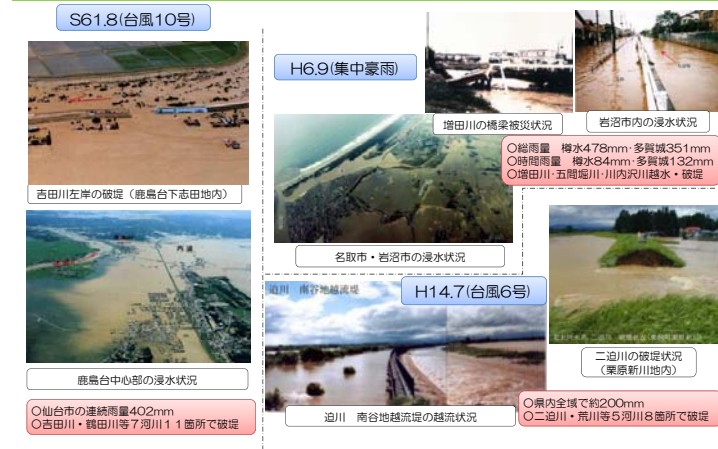 S61.8(台風10号)
吉田川左岸の破堤（鹿島台下志田地内）
内浦
鹿島台中心部の浸水状況
〇仙台市の連続雨量402mm
〇吉田川・鶴田川等７河川１１箇所で破堤
H6.9(集中豪雨)
増田川の橋梁被災状況
岩沼市内の浸水状況
〇総雨量　樽水478mm･多賀城351mm
〇時間雨量　樽水84mm･多賀城132mm
〇増田川･五間堀川･川内沢川越水・破堤
名取市・岩沼市の浸水状況
H14.7(台風6号)
迫川　南谷地越流堤
迫川　南谷地越流堤の越流状況
二迫川の破堤状況
（栗原新川地内）
〇県内全域で約200mm
〇二迫川・荒川等５河川８箇所で破堤